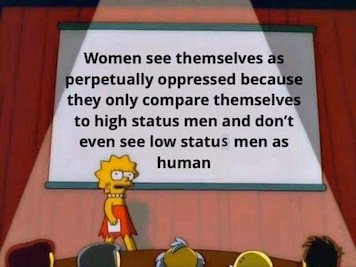 Women see themselves as
perpetually oppressed because
they only compare themselves
to high status men and don't
even see low status men as
human